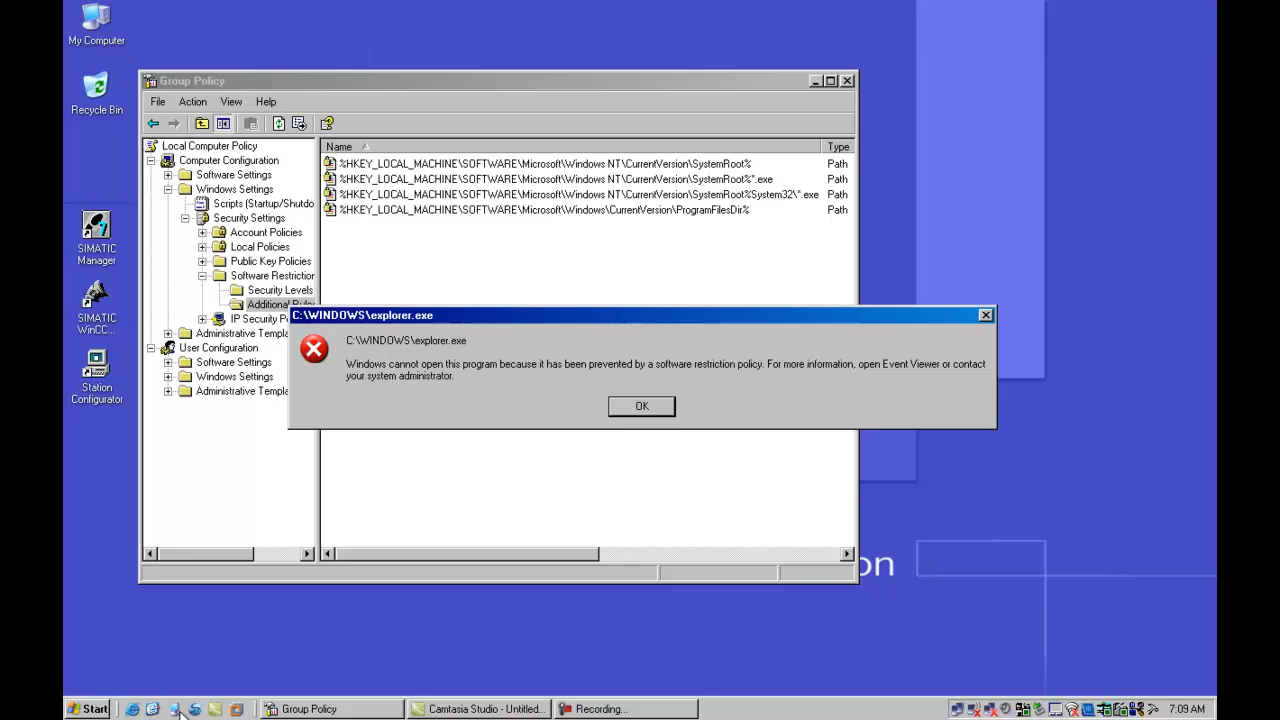 My Computer
Recycle Bin
SIMATIC
Manager
SIMATIC
WinCC...
Station
Configurator
Group Policy
File Action View Help
Local Computer Policy
Computer Configuration
Software Settings
Windows Settings
Scripts (Startup/Shutdo
Security Settings
Account Policies
Local Policies
Public Key Policies
Software Restriction
Security Levels
Additional Rules
IP Security P
Administrative Templa
User Configuration
Software Settings
Windows Settings
Administrative Templa
Name Type
%HKEY_LOCAL_MACHINE\SOFTWARE\Microsoft\Windows NT\CurrentVersion\SystemRoot% Path
%HKEY_LOCAL_MACHINE\SOFTWARE\Microsoft\Windows NT\CurrentVersion\SystemRoot%*.exe Path
%HKEY_LOCAL_MACHINE\SOFTWARE\Microsoft\Windows NT\CurrentVersion\SystemRoot%System32\*.exe Path
%HKEY_LOCAL_MACHINE\SOFTWARE\Microsoft\Windows\CurrentVersion\ProgramFilesDir% Path
C:\WINDOWS\explorer.exe
C:\WINDOWS\explorer.exe
Windows cannot open this program because it has been prevented by a software restriction policy. For more information, open Event Viewer or contact
your system administrator.
OK
on
Start Group Policy Camtasia Studio - Untitled... Recording... 7:09 AM